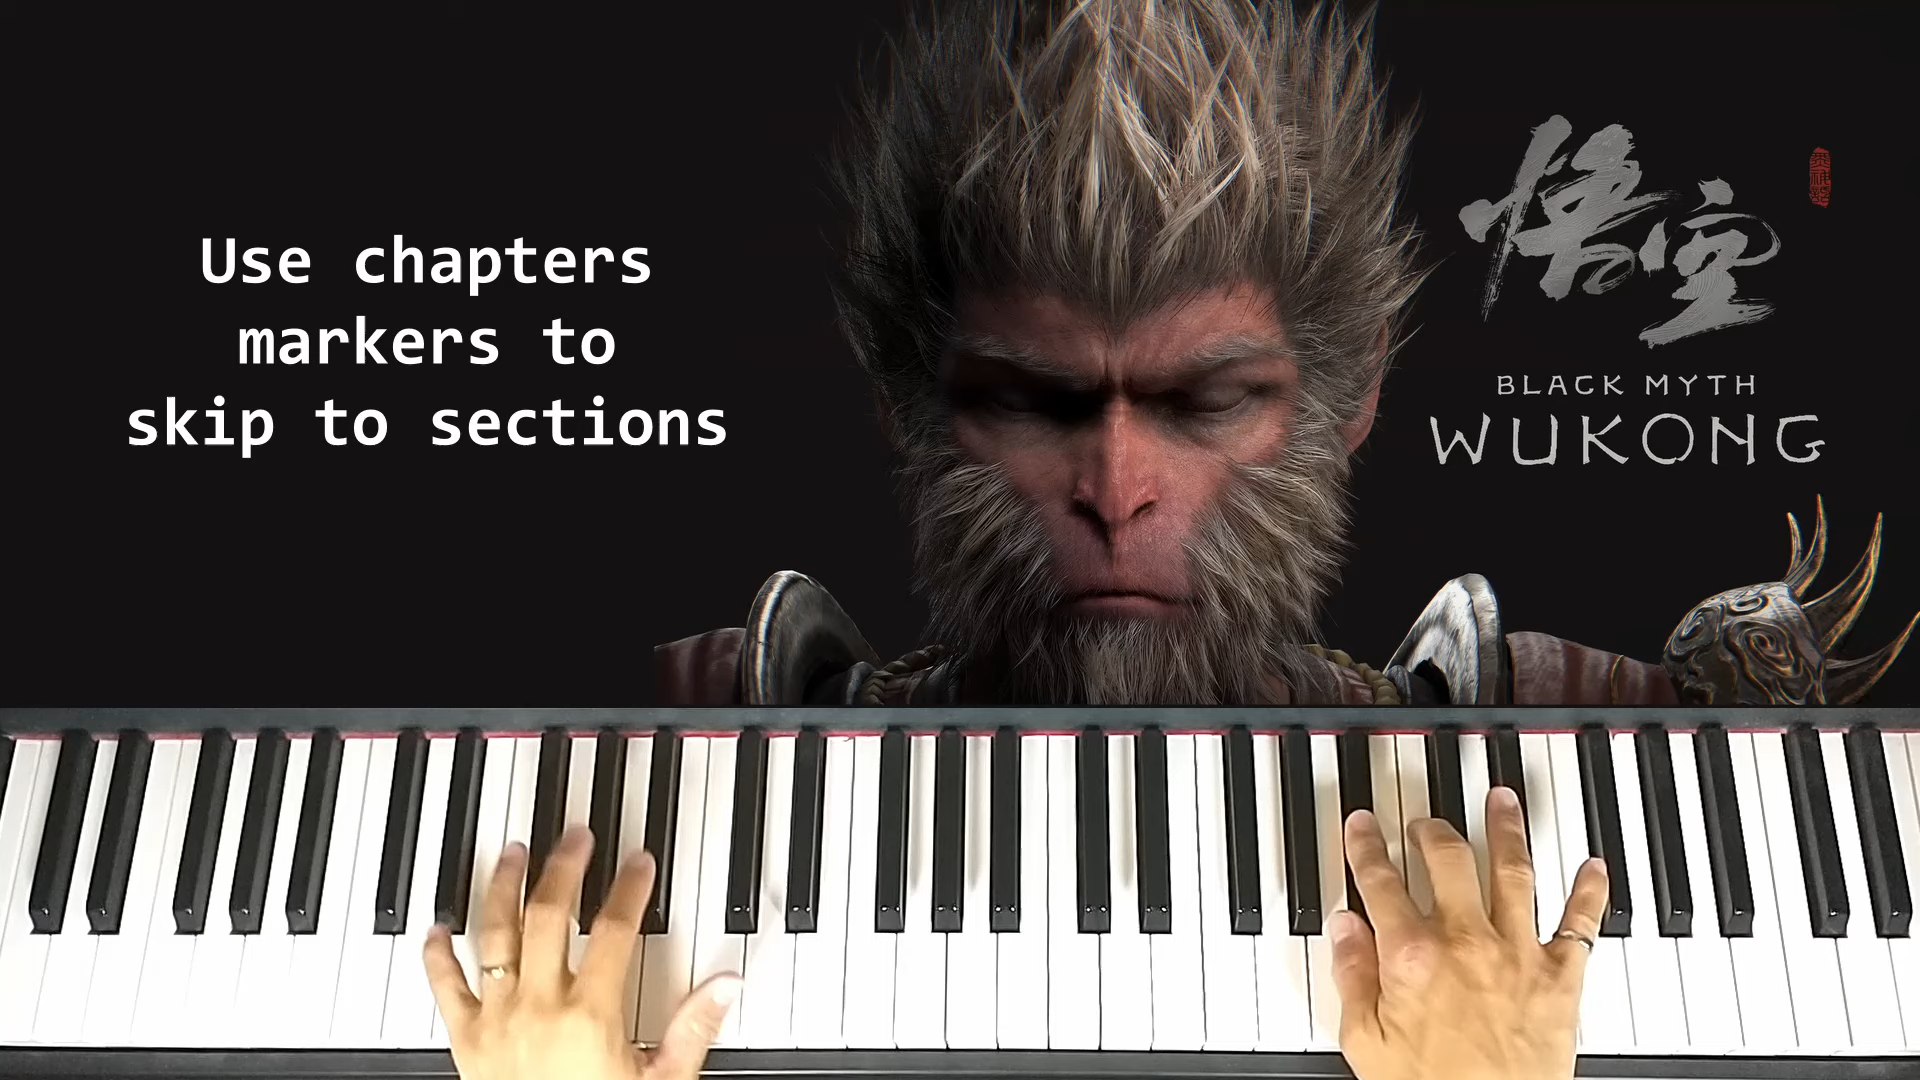 Use chapters
markers to
skip to sections
悟空
BLACK MYTH
WUKONG